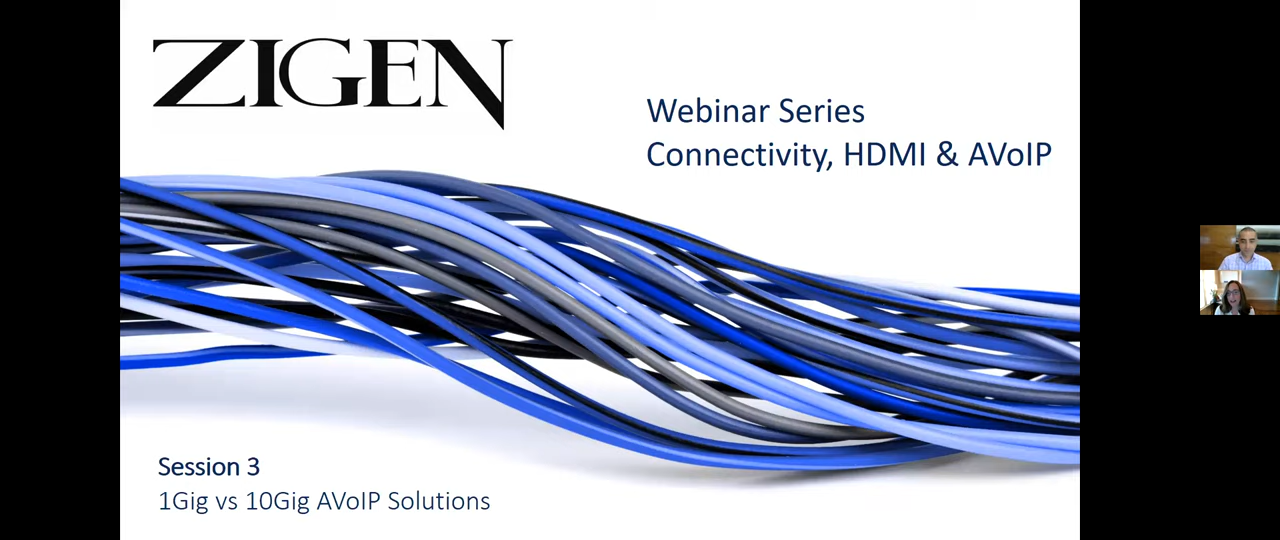 ZIGEN
Webinar Series
Connectivity, HDMI & AVoIP
Session 3
1Gig vs 10Gig AVoIP Solutions